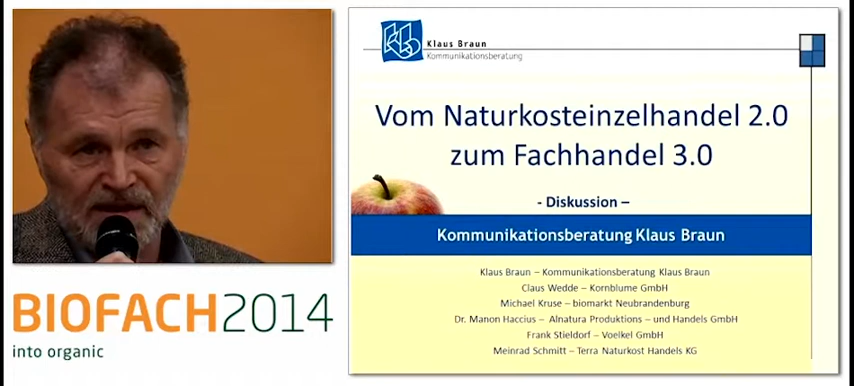 BIOFACH2014
into organic
Klaus Braun
Kommunikationsberatung
Vom Naturkosteinzelhandel 2.0
zum Fachhandel 3.0
- Diskussion –
Kommunikationsberatung Klaus Braun
Klaus Braun – Kommunikationsberatung Klaus Braun
Claus Wedde – Kornblume GmbH
Michael Kruse – biomarkt Neubrandenburg
Dr. Manon Haccius – Alnatura Produktions – und Handels GmbH
Frank Stieldorf – Voelkel GmbH
Meinrad Schmitt – Terra Naturkost Handels KG